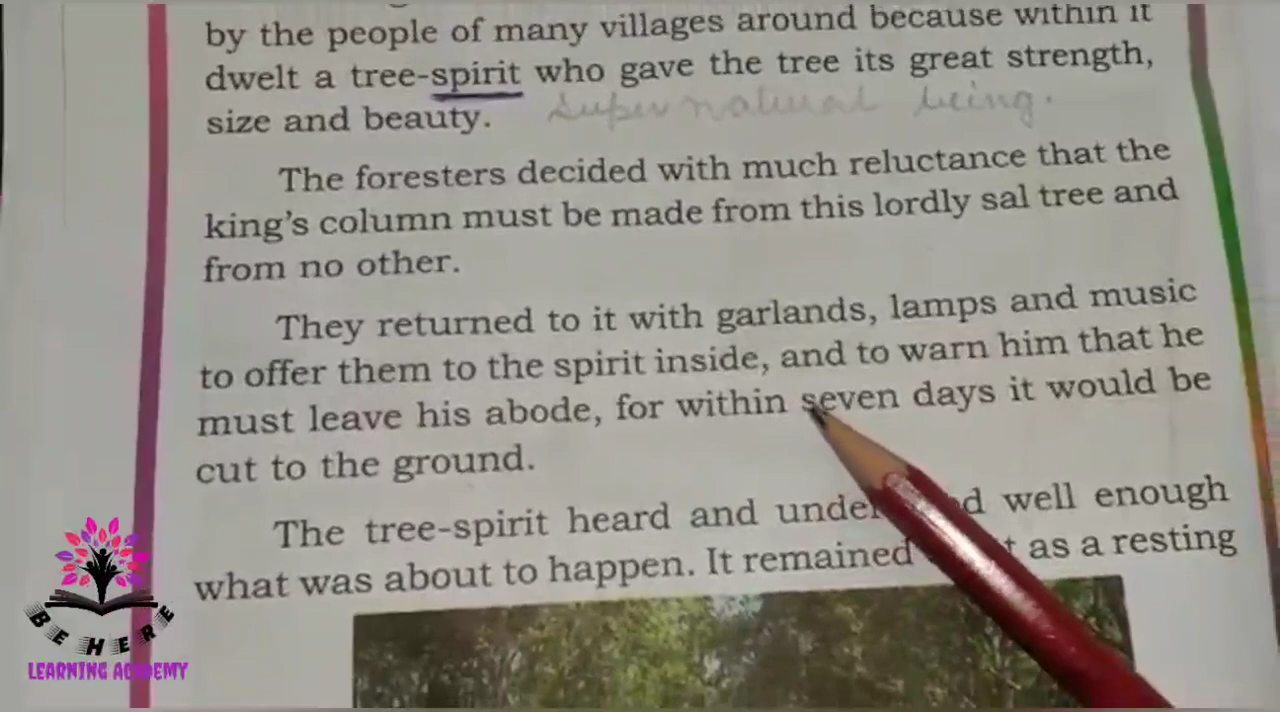 by the people of many villages around because within it
dwelt a tree-spirit who gave the tree its great strength,
size and beauty. Super natural being.
The foresters decided with much reluctance that the
king's column must be made from this lordly sal tree and
from no other.
They returned to it with garlands, lamps and music
to offer them to the spirit inside, and to warn him that he
must leave his abode, for within seven days it would be
cut to the ground.
The tree-spirit heard and well enough
what was about to happen. It remained as a resting
BE HERE
LEARNING ACADEMY